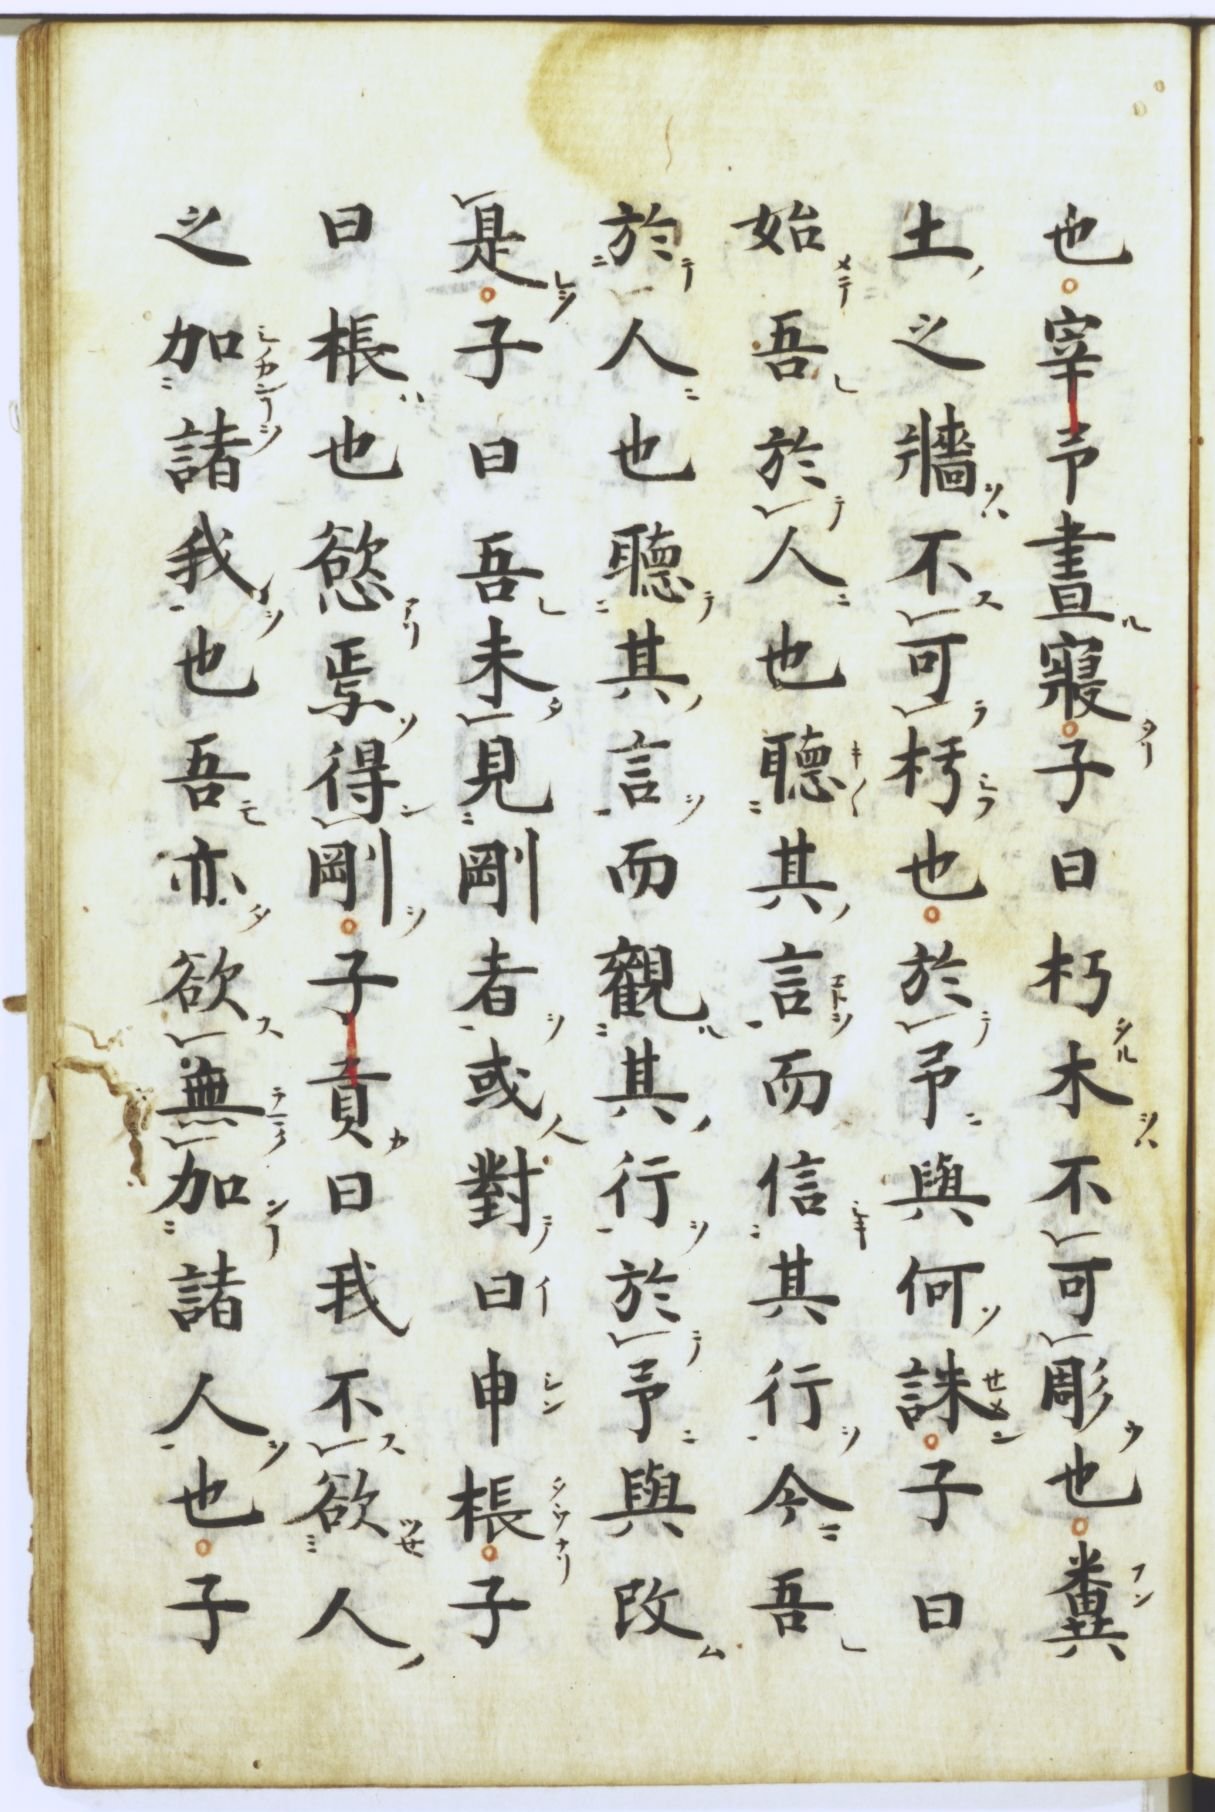 也宰予晝寢子曰朽木不可彫也糞
土之牆不可杇也於予與何誅子曰
始吾於人也聽其言而信其行今吾
於人也聽其言而觀其行於予與改
是子曰吾未見剛者或對曰申棖子
曰棖也慾焉得剛子貢曰我不欲人
之加諸我也吾亦欲無加諸人也子